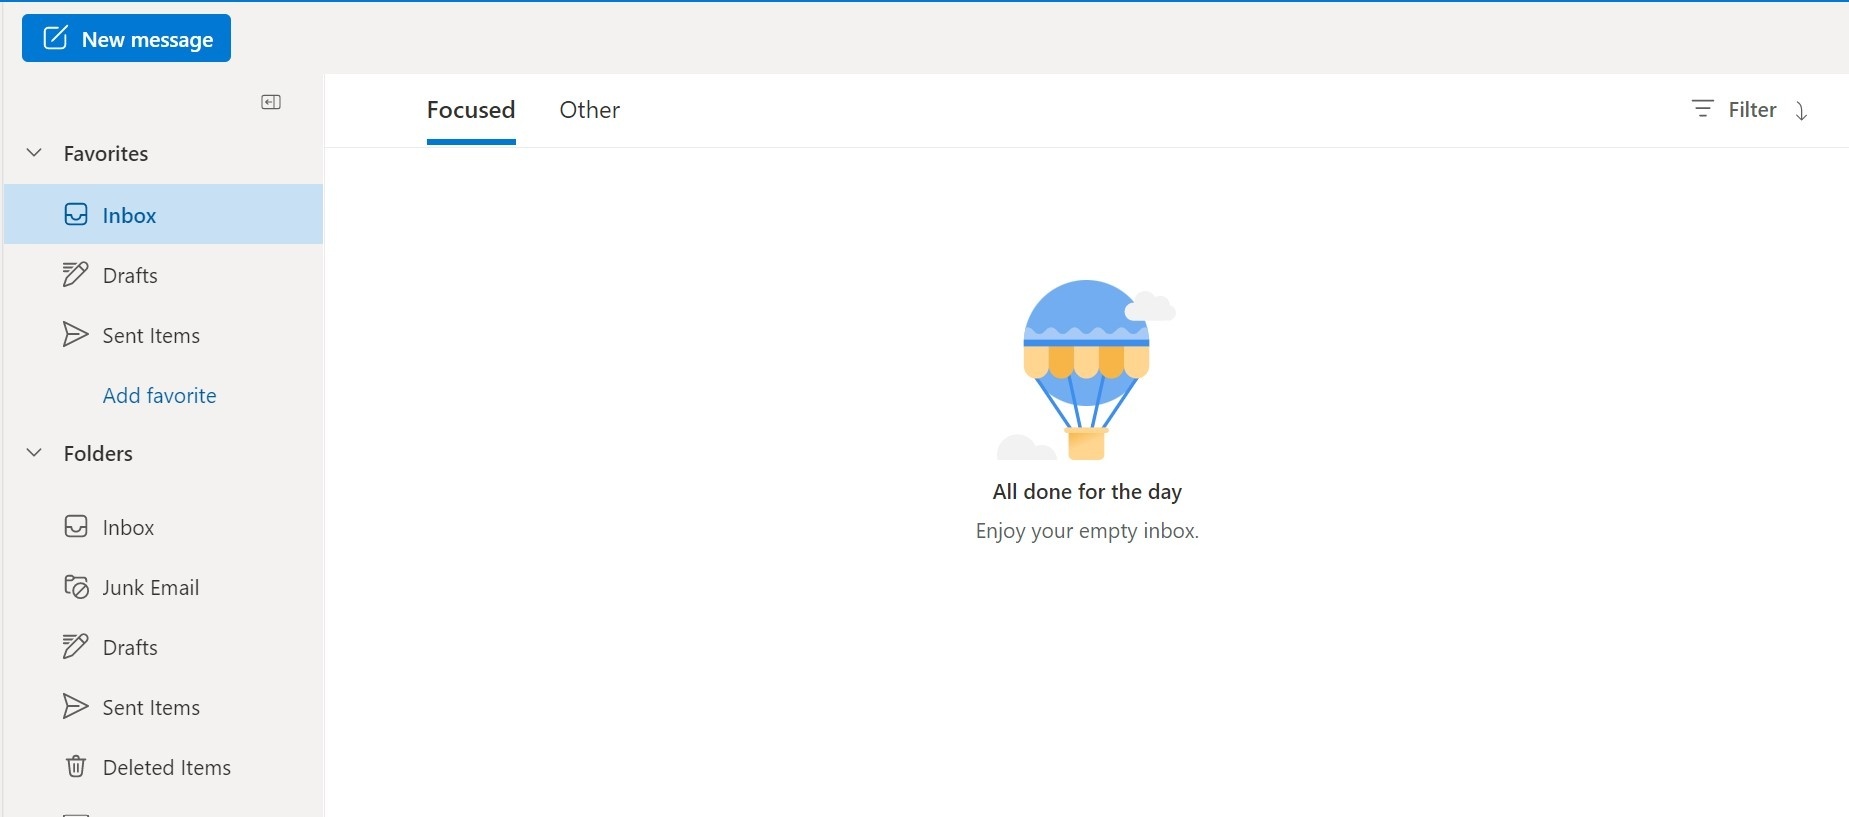 New message
Focused
Other
Filter
Favorites
Inbox
Drafts
Sent Items
Add favorite
Folders
Inbox
Junk Email
Drafts
Sent Items
Deleted Items
All done for the day
Enjoy your empty inbox.